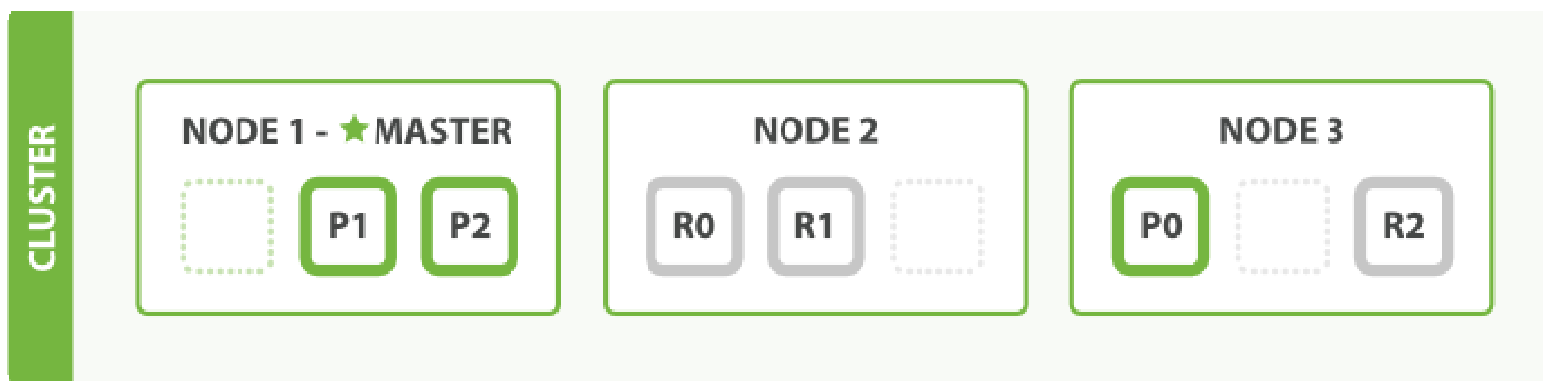 CLUSTER
NODE 1 - ★ MASTER
P1 P2
NODE 2
R0 R1
NODE 3
P0 R2